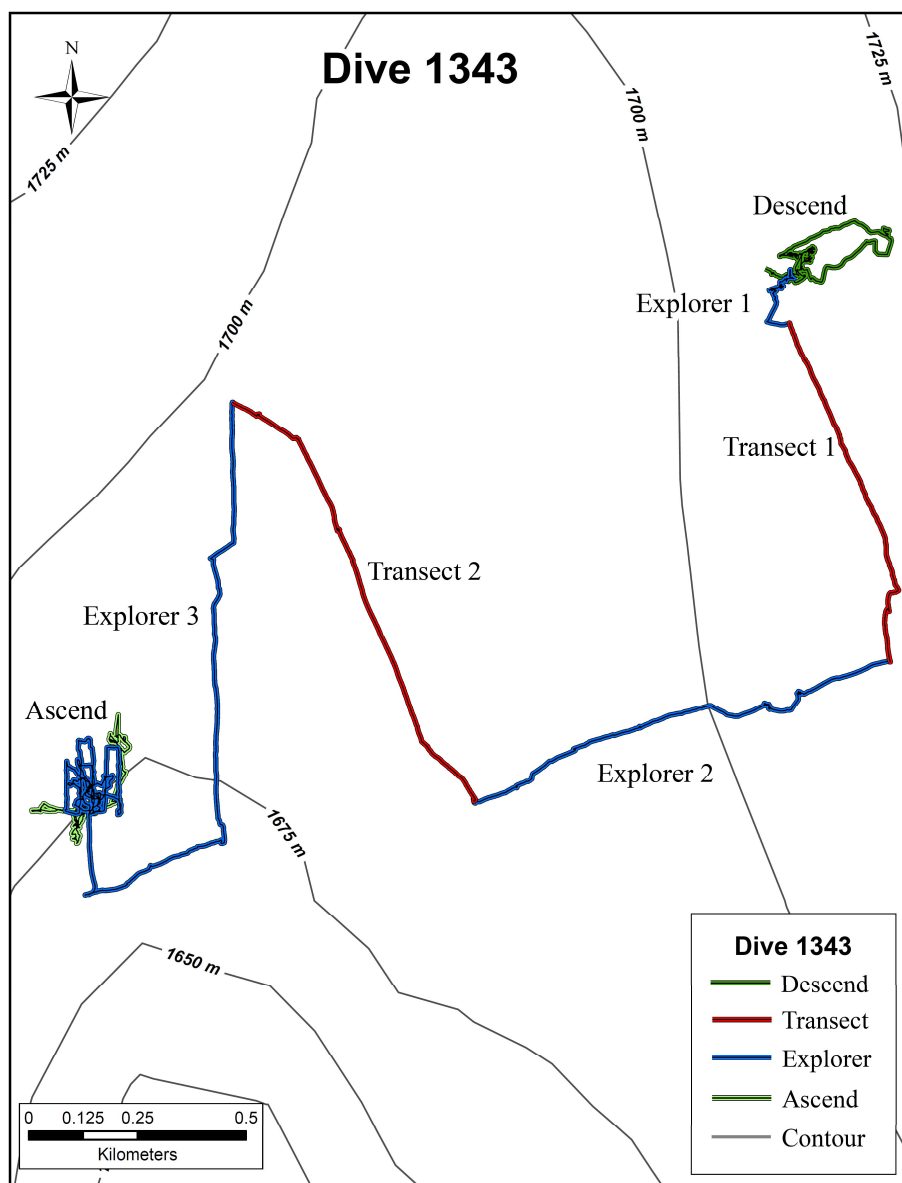 N
Dive 1343
1725 m
1700 m
1725 m
Descend
Explorer 1
1700 m
Transect 1
Transect 2
Explorer 3
Ascend
Explorer 2
1675 m
1650 m
Dive 1343
Descend
Transect
Explorer
Ascend
Contour
0 0.125 0.25 0.5
Kilometers